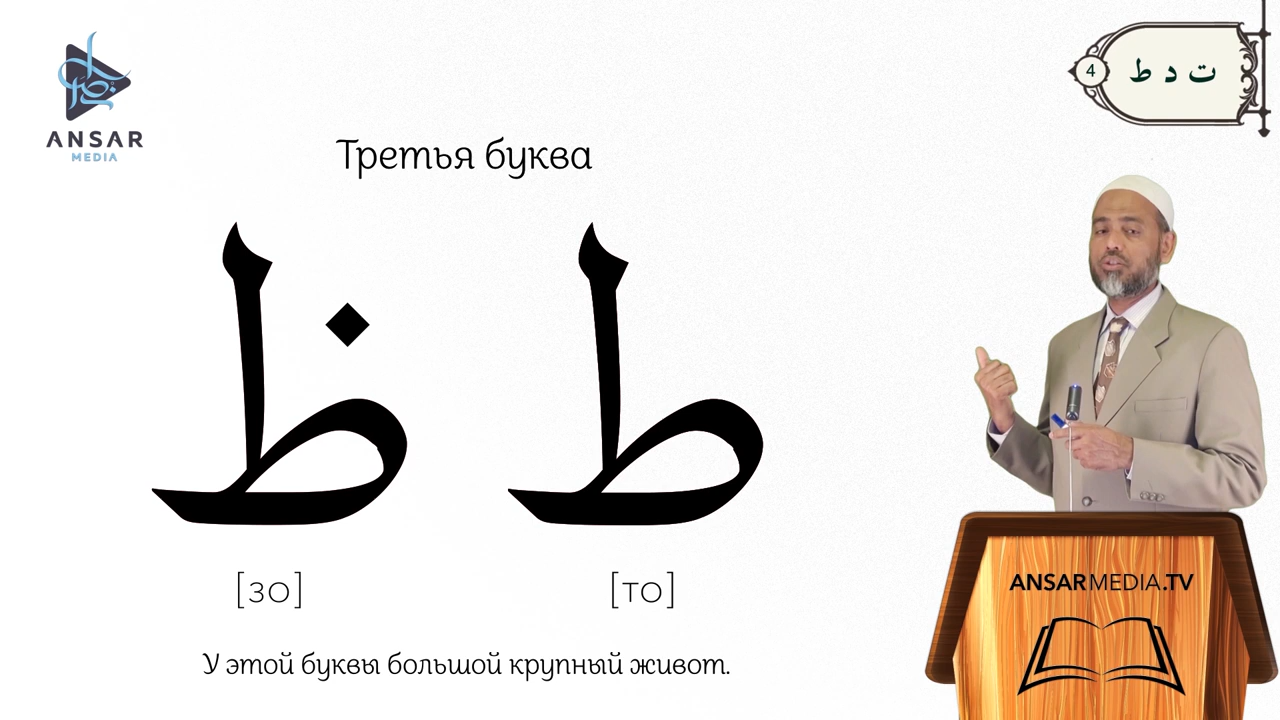 ANSAR
MEDIA
4
ت د ط
Третья буква
ظ ط
[зо] [то]
У этой буквы большой крупный живот.
ANSARMEDIA.TV